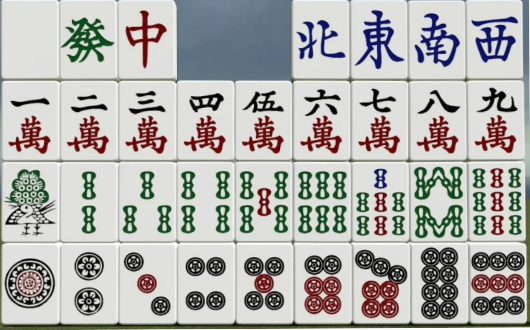 發 中 北 東 南 西
一 二 三 四 伍 六 七 八 九
萬 萬 萬 萬 萬 萬 萬 萬 萬